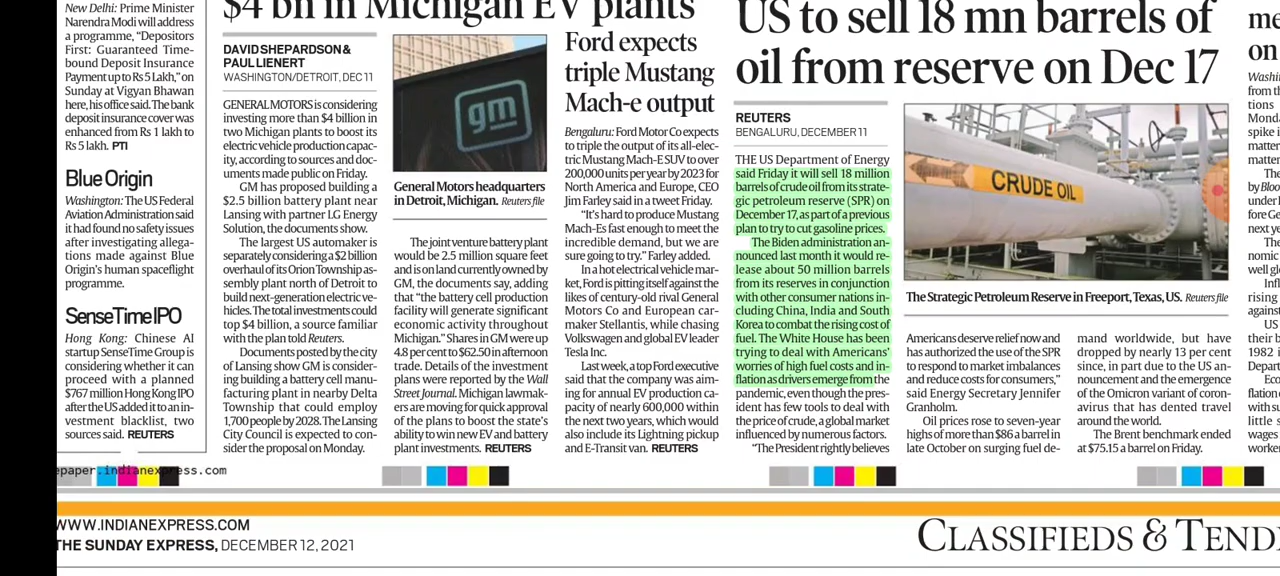 New Delhi: Prime Minister
Narendra Modi will address
a programme, "Depositors
First: Guaranteed Time-
bound Deposit Insurance
Payment up to Rs 5 Lakh," on
Sunday at Vigyan Bhawan
here, his office said. The bank
deposit insurance cover was
enhanced from Rs 1 lakh to
Rs 5 lakh. PTI
Blue Origin
Washington: The US Federal
Aviation Administration said
it had found no safety issues
after investigating allega-
tions made against Blue
Origin's human spaceflight
programme.
SenseTime IPO
Hong Kong: Chinese AI
startup SenseTime Group is
considering whether it can
proceed with a planned
$767 million Hong Kong IPO
after the US added it to an in-
vestment blacklist, two
sources said. REUTERS
$4 bn in Michigan EV plants
DAVID SHEPARDSON &
PAUL LIENERT
WASHINGTON/DETROIT, DEC 11
GENERAL MOTORS is considering
investing more than $4 billion in
two Michigan plants to boost its
electric vehicle production capac-
ity, according to sources and doc-
uments made public on Friday.
GM has proposed building a
$2.5 billion battery plant near
Lansing with partner LG Energy
Solution, the documents show.
The largest US automaker is
separately considering a $2 billion
overhaul of its Orion Township as-
sembly plant north of Detroit to
build next-generation electric ve-
hicles. The total investments could
top $4 billion, a source familiar
with the plan told Reuters.
Documents posted by the city
of Lansing show GM is consider-
ing building a battery cell manu-
facturing plant in nearby Delta
Township that could employ
1,700 people by 2028. The Lansing
City Council is expected to con-
sider the proposal on Monday.
gm
General Motors headquarters
in Detroit, Michigan. Reuters file
The joint venture battery plant
would be 2.5 million square feet
and is on land currently owned by
GM, the documents say, adding
that "the battery cell production
facility will generate significant
economic activity throughout
Michigan." Shares in GM were up
4.8 per cent to $62.50 in afternoon
trade. Details of the investment
plans were reported by the Wall
Street Journal. Michigan lawmak-
ers are moving for quick approval
of the plans to boost the state's
ability to win new EV and battery
plant investments. REUTERS
Ford expects
triple Mustang
Mach-e output
Bengaluru: Ford Motor Co expects
to triple the output of its all-elec-
tric Mustang Mach-E SUV to over
200,000 units per year by 2023 for
North America and Europe, CEO
Jim Farley said in a tweet Friday.
"It's hard to produce Mustang
Mach-Es fast enough to meet the
incredible demand, but we are
sure going to try." Farley added.
In a hot electrical vehicle mar-
ket, Ford is pitting itself against the
likes of century-old rival General
Motors Co and European car-
maker Stellantis, while chasing
Volkswagen and global EV leader
Tesla Inc.
Last week, a top Ford executive
said that the company was aim-
ing for annual EV production ca-
pacity of nearly 600,000 within
the next two years, which would
also include its Lightning pickup
and E-Transit van. REUTERS
US to sell 18 mn barrels of
oil from reserve on Dec 17
REUTERS
BENGALURU, DECEMBER 11
THE US Department of Energy
said Friday it will sell 18 million
barrels of crude oil from its strate-
gic petroleum reserve (SPR) on
December 17, as part of a previous
plan to try to cut gasoline prices.
The Biden administration an-
nounced last month it would re-
lease about 50 million barrels
from its reserves in conjunction
with other consumer nations in-
cluding China, India and South
Korea to combat the rising cost of
fuel. The White House has been
trying to deal with Americans'
worries of high fuel costs and in-
flation as drivers emerge from the
pandemic, even though the pres-
ident has few tools to deal with
the price of crude, a global market
influenced by numerous factors.
"The President rightly believes
CRUDE OIL
The Strategic Petroleum Reserve in Freeport, Texas, US. Reuters file
Americans deserve relief now and
has authorized the use of the SPR
to respond to market imbalances
and reduce costs for consumers,"
said Energy Secretary Jennifer
Granholm.
Oil prices rose to seven-year
highs of more than $86 a barrel in
late October on surging fuel de-
mand worldwide, but have
dropped by nearly 13 per cent
since, in part due to the US an-
nouncement and the emergence
of the Omicron variant of coron-
avirus that has dented travel
around the world.
The Brent benchmark ended
at $75.15 a barrel on Friday.
epaper.indianexpress.com
WWW.INDIANEXPRESS.COM
THE SUNDAY EXPRESS, DECEMBER 12, 2021
CLASSIFIEDS & TENDE